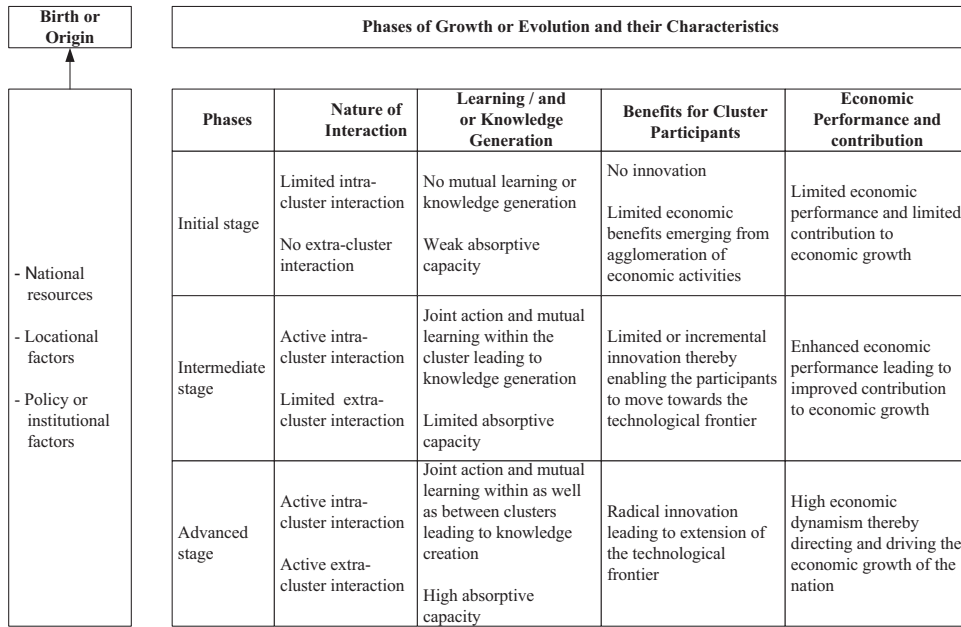 Birth or
Origin
Phases of Growth or Evolution and their Characteristics
- National
resources
- Locational
factors
- Policy or
institutional
factors
Phases
Nature of
Interaction
Learning / and
or Knowledge
Generation
Benefits for Cluster
Participants
Economic
Performance and
contribution
Initial stage
Limited intra-
cluster interaction
No extra-cluster
interaction
No mutual learning or
knowledge generation
Weak absorptive
capacity
No innovation
Limited economic
benefits emerging from
agglomeration of
economic activities
Limited economic
performance and limited
contribution to
economic growth
Intermediate
stage
Active intra-
cluster interaction
Limited extra-
cluster interaction
Joint action and mutual
learning within the
cluster leading to
knowledge generation
Limited absorptive
capacity
Limited or incremental
innovation thereby
enabling the participants
to move towards the
technological frontier
Enhanced economic
performance leading to
improved contribution
to economic growth
Advanced
stage
Active intra-
cluster interaction
Active extra-
cluster interaction
Joint action and mutual
learning within as well
as between clusters
leading to knowledge
creation
High absorptive
capacity
Radical innovation
leading to extension of
the technological
frontier
High economic
dynamism thereby
directing and driving the
economic growth of the
nation